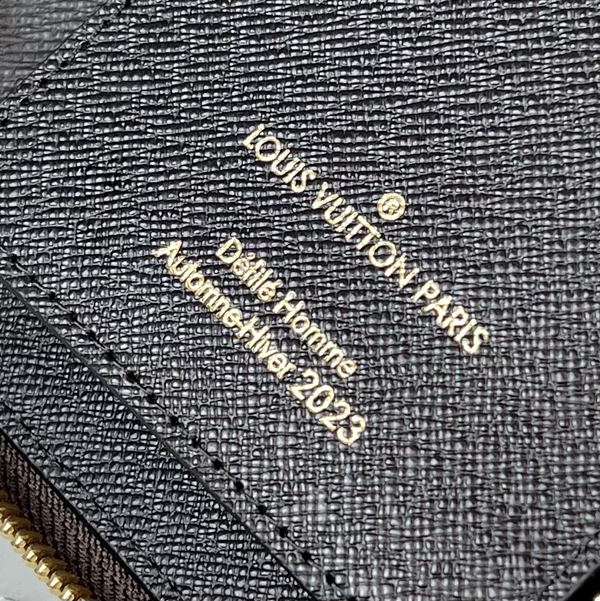 ®
LOUIS VUITTON PARIS
Défilé Homme
Automne-Hiver 2023